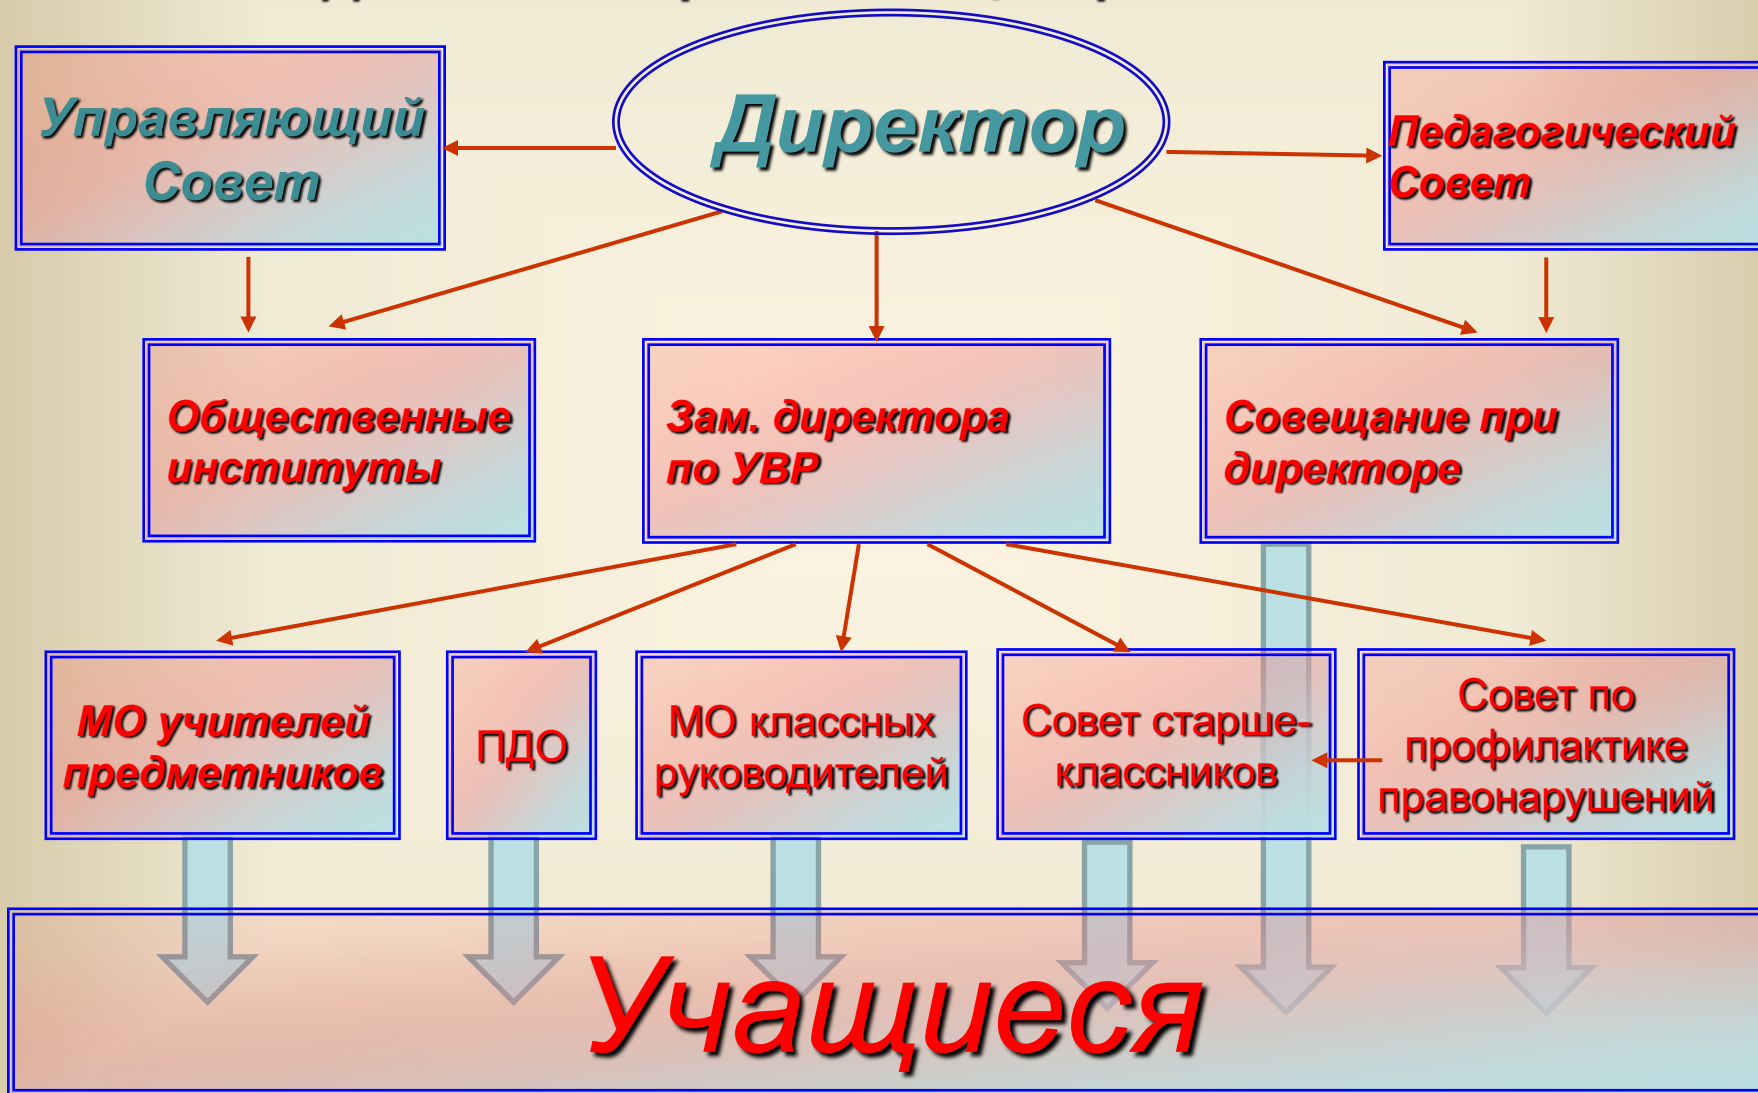 Управляющий
Совет
Директор
Педагогический
Совет
Общественные
институты
Зам. директора
по УВР
Совещание при
директоре
МО учителей
предметников
ПДО
МО классных
руководителей
Совет старше-
классников
Совет по
профилактике
правонарушений
Учащиеся